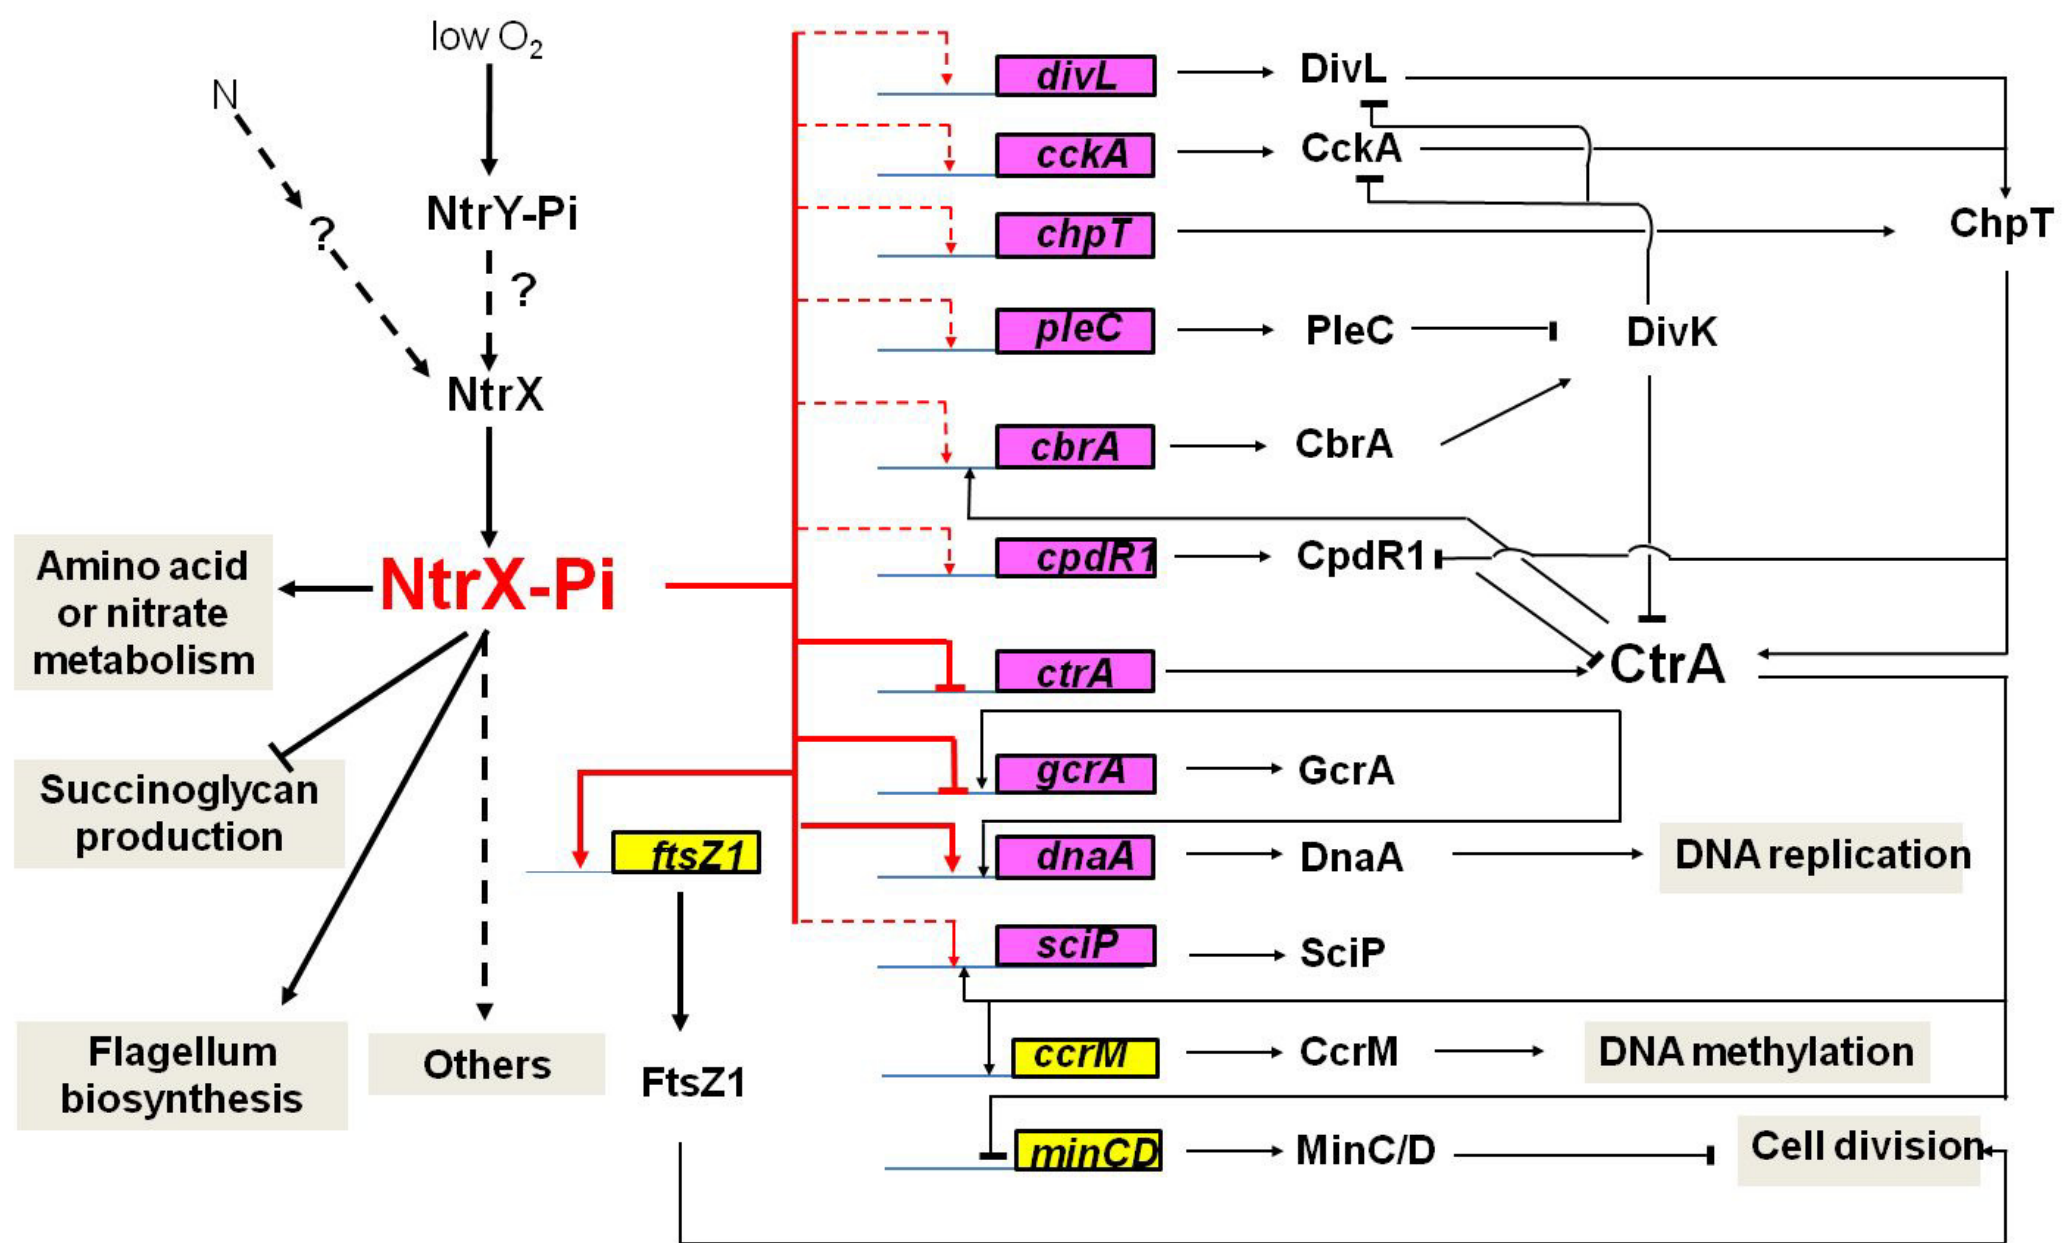 low O2
N
NtrY-Pi
?
?
NtrX
NtrX-Pi
Amino acid
or nitrate
metabolism
Succinoglycan
production
Flagellum
biosynthesis
Others
ftsZ1
FtsZ1
divL
DivL
cckA
CckA
chpT
ChpT
pleC
PleC
DivK
cbrA
CbrA
cpdR1
CpdR1
ctrA
CtrA
gcrA
GcrA
dnaA
DnaA
DNA replication
sciP
SciP
ccrM
CcrM
DNA methylation
minCD
MinC/D
Cell division